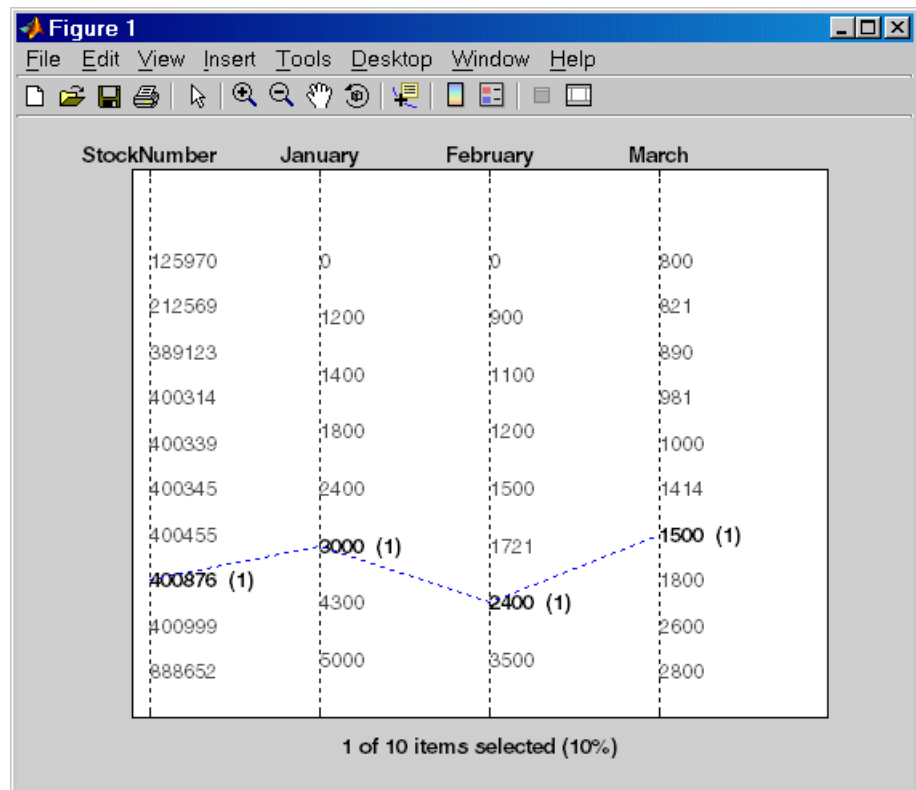 Figure 1
File Edit View Insert Tools Desktop Window Help
StockNumber January February March
125970 0 0 800
212569 1200 900 821
389123 1400 1100 890
400314 1800 1200 981
400339 2400 1500 1000
400345 3000 (1) 1721 1414
400455 4300 2400 (1) 1500 (1)
400876 (1) 5000 3500 1800
400999 2600
888652 2800
1 of 10 items selected (10%)